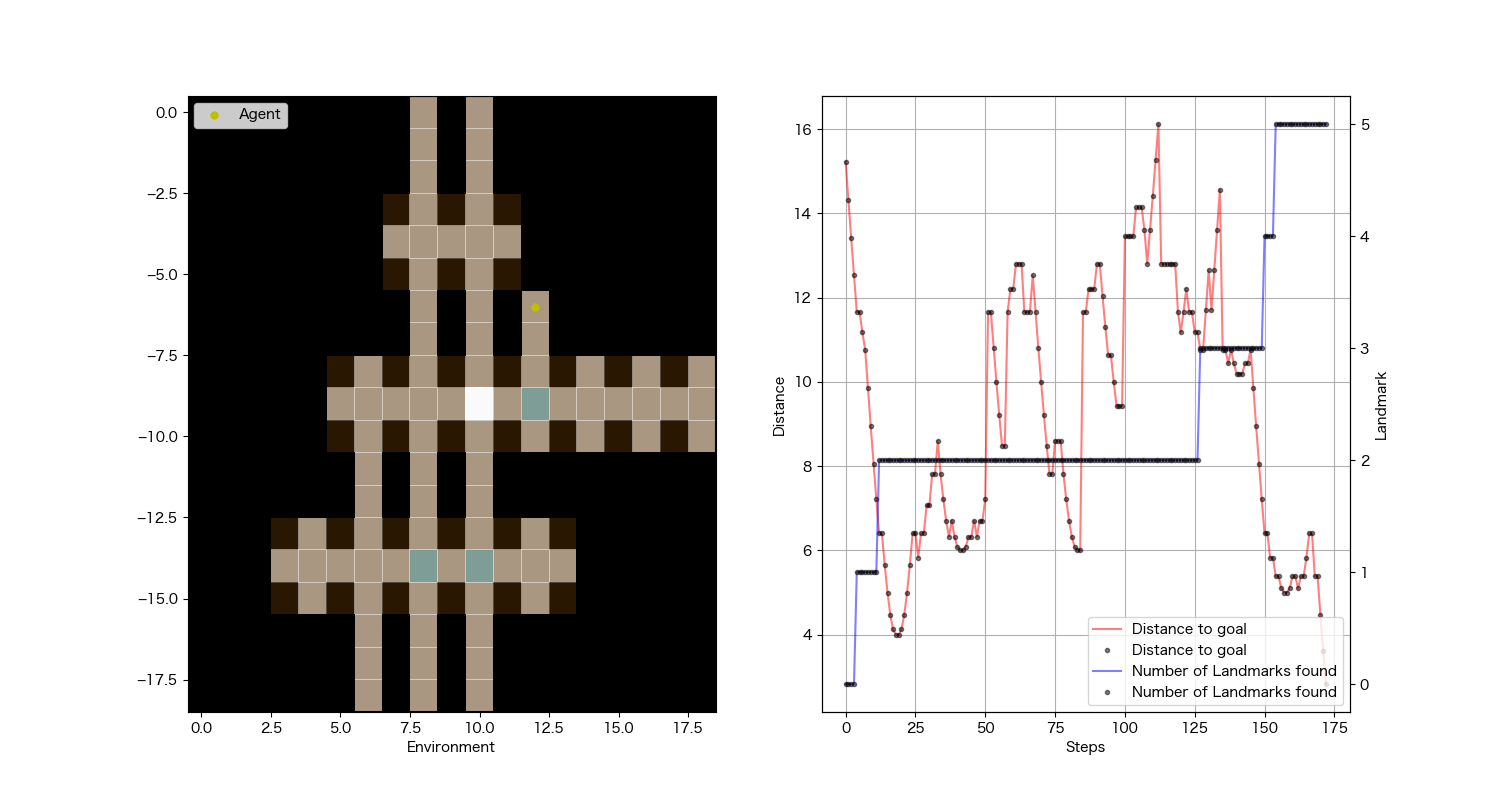 Agent
0.0
−2.5
−5.0
−7.5
−10.0
−12.5
−15.0
−17.5
0.0 2.5 5.0 7.5 10.0 12.5 15.0 17.5
Environment
Distance
16
14
12
10
8
6
4
0 25 50 75 100 125 150 175
Steps
5
4
3
2
1
0
Landmark
Distance to goal
Distance to goal
Number of Landmarks found
Number of Landmarks found